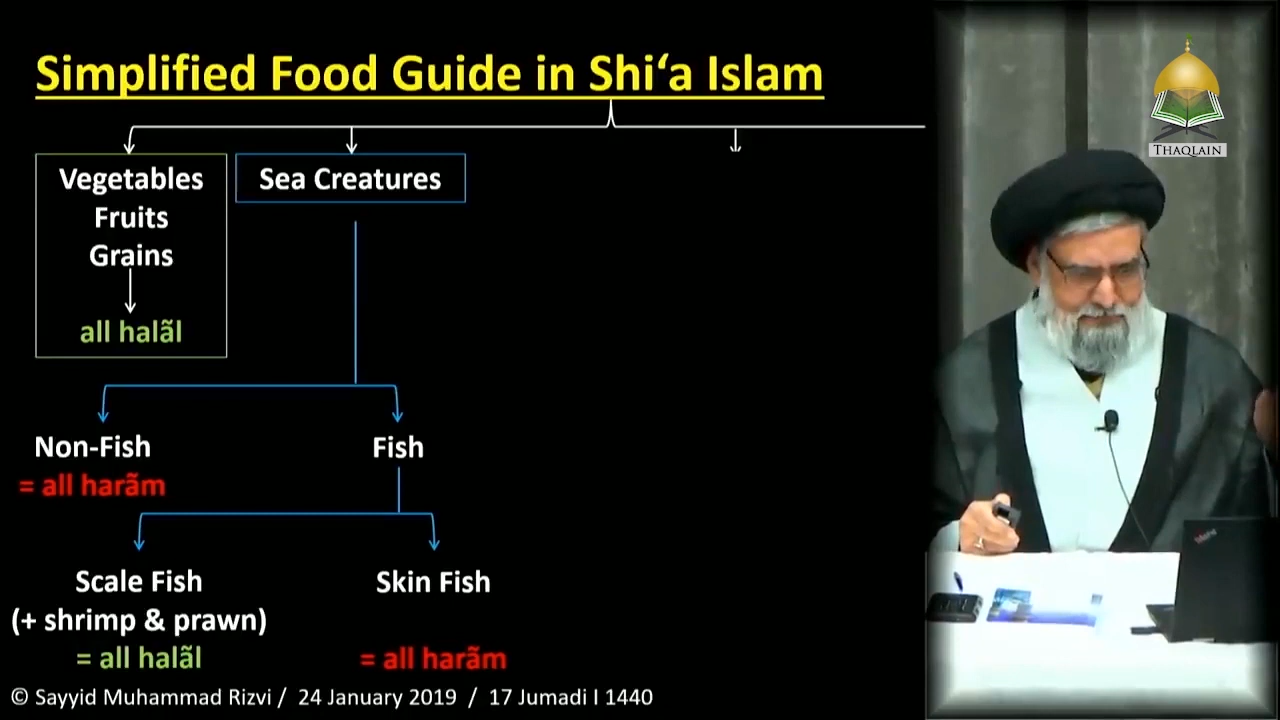 Simplified Food Guide in Shi‘a Islam
THAQLAIN
Vegetables
Fruits
Grains
all halãl
Sea Creatures
Non-Fish
= all harãm
Fish
Scale Fish
(+ shrimp & prawn)
= all halãl
Skin Fish
= all harãm
© Sayyid Muhammad Rizvi / 24 January 2019 / 17 Jumadi I 1440